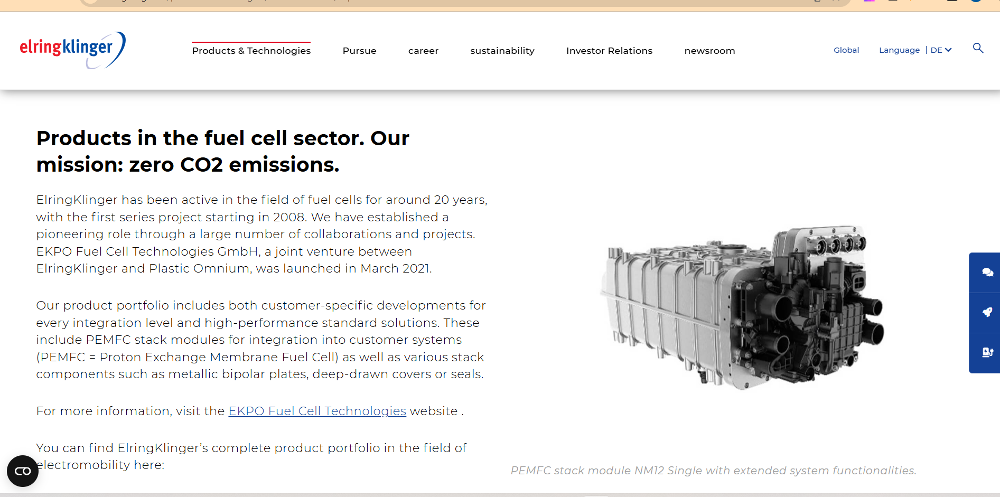 elringklinger
Products & Technologies
Pursue
career
sustainability
Investor Relations
newsroom
Global
Language | DE
Products in the fuel cell sector. Our
mission: zero CO2 emissions.
ElringKlinger has been active in the field of fuel cells for around 20 years,
with the first series project starting in 2008. We have established a
pioneering role through a large number of collaborations and projects.
EKPO Fuel Cell Technologies GmbH, a joint venture between
ElringKlinger and Plastic Omnium, was launched in March 2021.
Our product portfolio includes both customer-specific developments for
every integration level and high-performance standard solutions. These
include PEMFC stack modules for integration into customer systems
(PEMFC = Proton Exchange Membrane Fuel Cell) as well as various stack
components such as metallic bipolar plates, deep-drawn covers or seals.
For more information, visit the EKPO Fuel Cell Technologies website .
You can find ElringKlinger’s complete product portfolio in the field of
electromobility here:
PEMFC stack module NM12 Single with extended system functionalities.